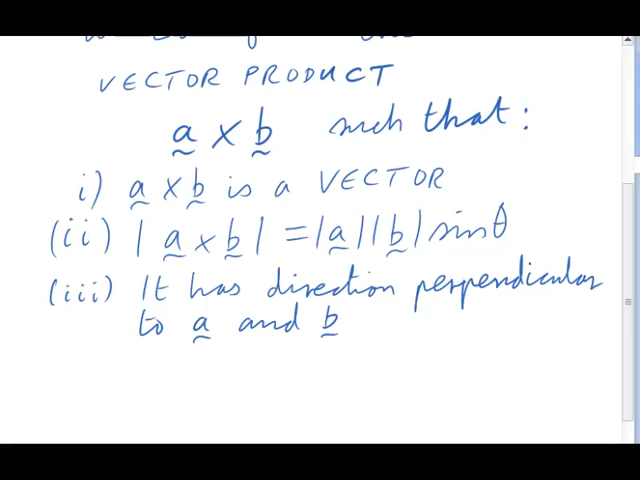 VECTOR PRODUCT
a × b such that:
i) a × b is a VECTOR
(ii) | a × b | = |a| |b| sinθ
(iii) It has direction perpendicular
to a and b